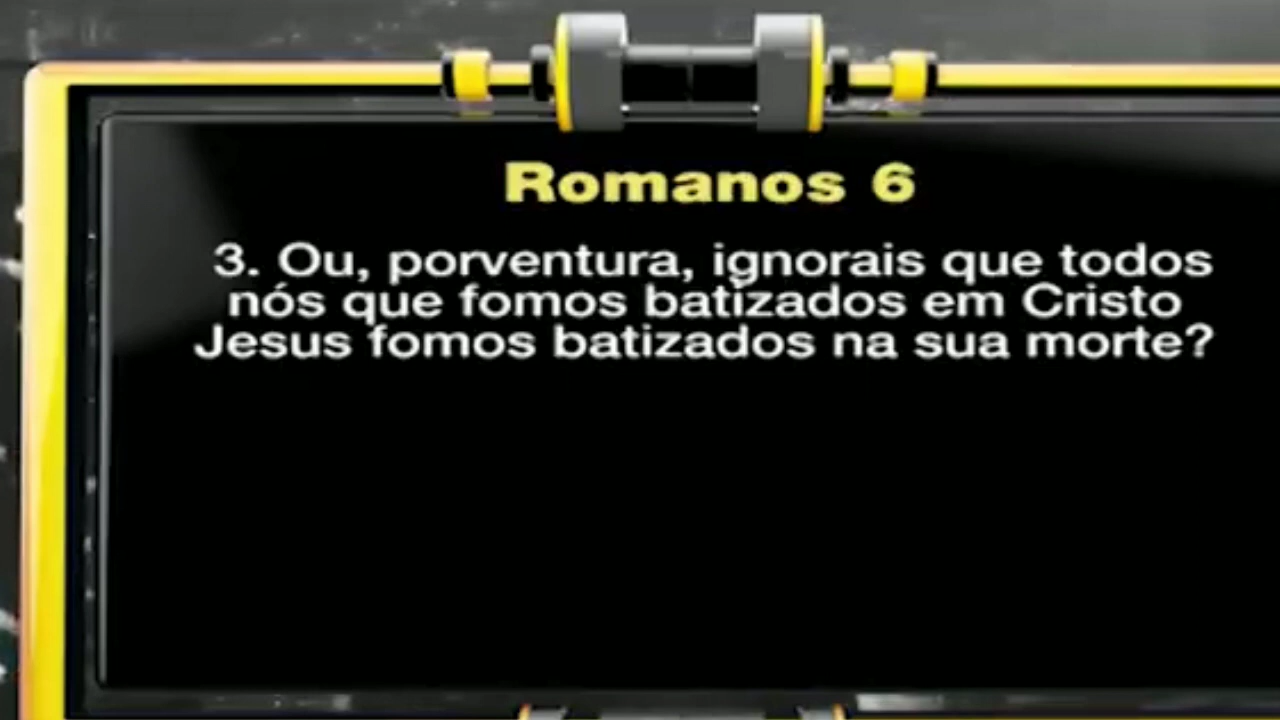 Romanos 6
3. Ou, porventura, ignorais que todos
nós que fomos batizados em Cristo
Jesus fomos batizados na sua morte?